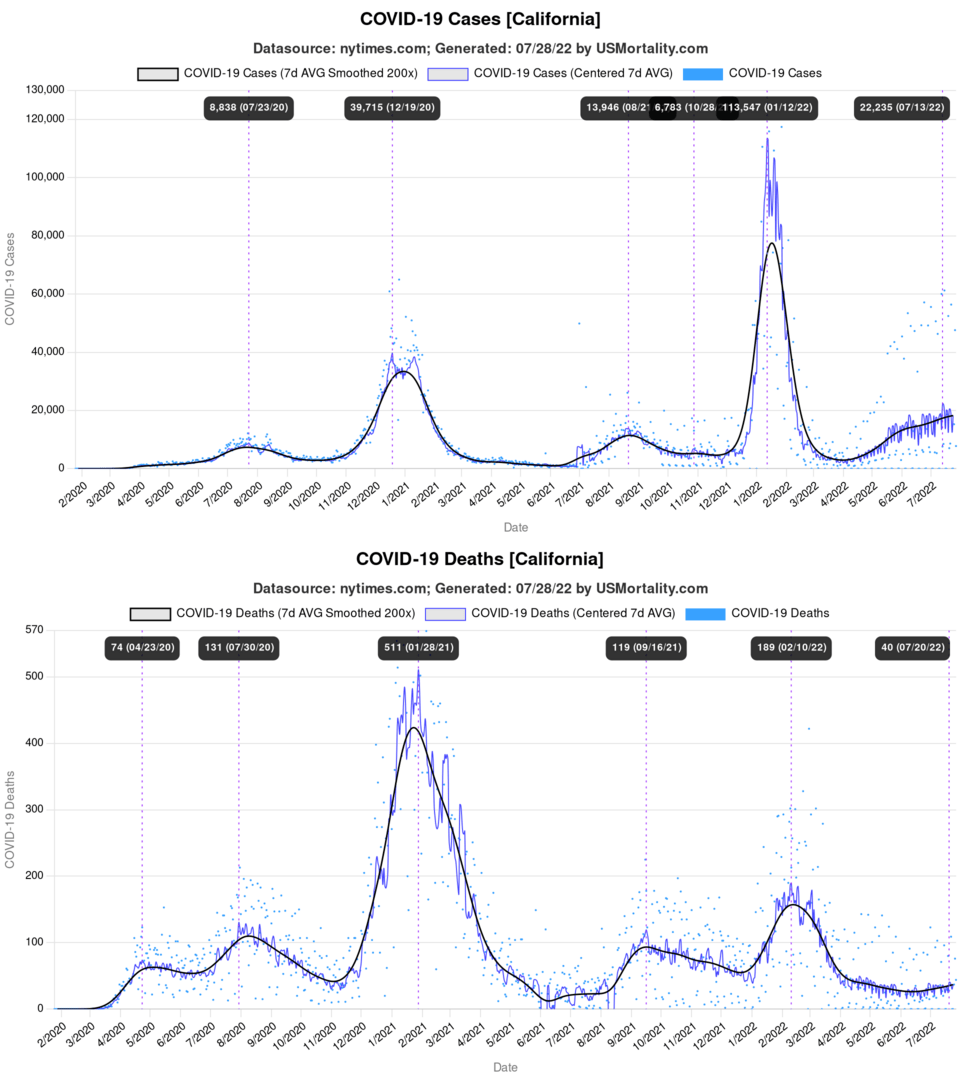 COVID-19 Cases [California]
Datasource: nytimes.com; Generated: 07/28/22 by USMortality.com
COVID-19 Cases (7d AVG Smoothed 200x) COVID-19 Cases (Centered 7d AVG) COVID-19 Cases
130,000
8,838 (07/23/20) 39,715 (12/19/20) 13,946 (08/2 6,783 (10/28/ 113,547 (01/12/22) 22,235 (07/13/22)
120,000
100,000
80,000
60,000
40,000
20,000
0
COVID-19 Cases
2/2020 3/2020 4/2020 5/2020 6/2020 7/2020 8/2020 9/2020 10/2020 11/2020 12/2020 1/2021 2/2021 3/2021 4/2021 5/2021 6/2021 7/2021 8/2021 9/2021 10/2021 11/2021 12/2021 1/2022 2/2022 3/2022 4/2022 5/2022 6/2022 7/2022
Date
COVID-19 Deaths [California]
Datasource: nytimes.com; Generated: 07/28/22 by USMortality.com
COVID-19 Deaths (7d AVG Smoothed 200x) COVID-19 Deaths (Centered 7d AVG) COVID-19 Deaths
570
74 (04/23/20) 131 (07/30/20) 511 (01/28/21) 119 (09/16/21) 189 (02/10/22) 40 (07/20/22)
500
400
300
200
100
0
COVID-19 Deaths
2/2020 3/2020 4/2020 5/2020 6/2020 7/2020 8/2020 9/2020 10/2020 11/2020 12/2020 1/2021 2/2021 3/2021 4/2021 5/2021 6/2021 7/2021 8/2021 9/2021 10/2021 11/2021 12/2021 1/2022 2/2022 3/2022 4/2022 5/2022 6/2022 7/2022
Date